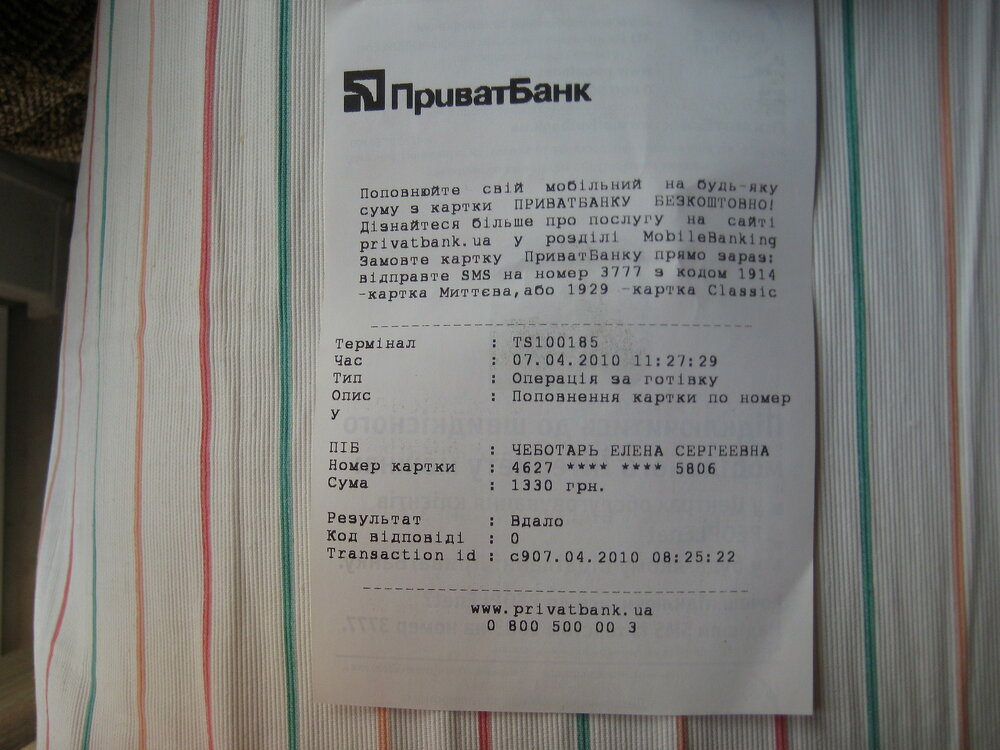 ПриватБанк
Поповнюйте свій мобільний на будь-яку
суму з картки ПРИВАТБАНКУ БЕЗКОШТОВНО!
Дізнайтеся більше про послугу на сайті
privatbank.ua у розділі MobileBanking
Замовте картку ПриватБанку прямо зараз:
відправте SMS на номер 3777 з кодом 1914
-картка Миттєва,або 1929 -картка Classic
Термінал : TS100185
Час : 07.04.2010 11:27:29
Тип : Операція за готівку
Опис : Поповнення картки по номер
у
ПІБ : ЧЕБОТАРЬ ЕЛЕНА СЕРГЕЕВНА
Номер картки : 4627 **** **** 5806
Сума : 1330 грн.
Результат : Вдало
Код відповіді : 0
Transaction id : c907.04.2010 08:25:22
www.privatbank.ua
0 800 500 00 3